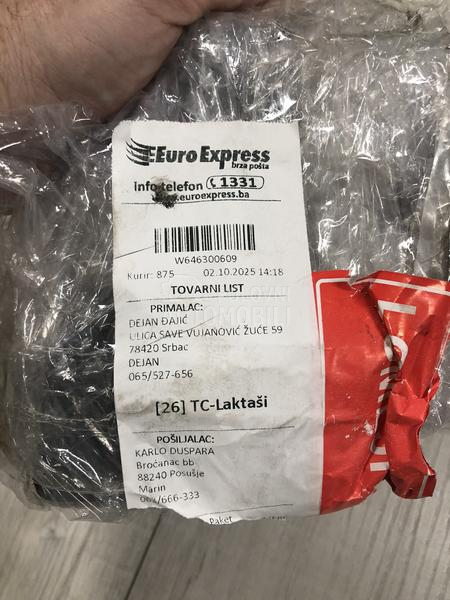 EuroExpress
brza pošta
info telefon 1331
www.euroexpress.ba
W646300609
Kurir: 875 02.10.2025 14:18
TOVARNI LIST
PRIMALAC:
DEJAN ĐAJIĆ
ULICA SAVE VUJANOVIĆ ŽUĆE 59
78420 Srbac
DEJAN
065/527-656
[26] TC-Laktaši
POŠILJALAC:
KARLO DUSPARA
Broćanac bb
88240 Posušje
Marin
Paket